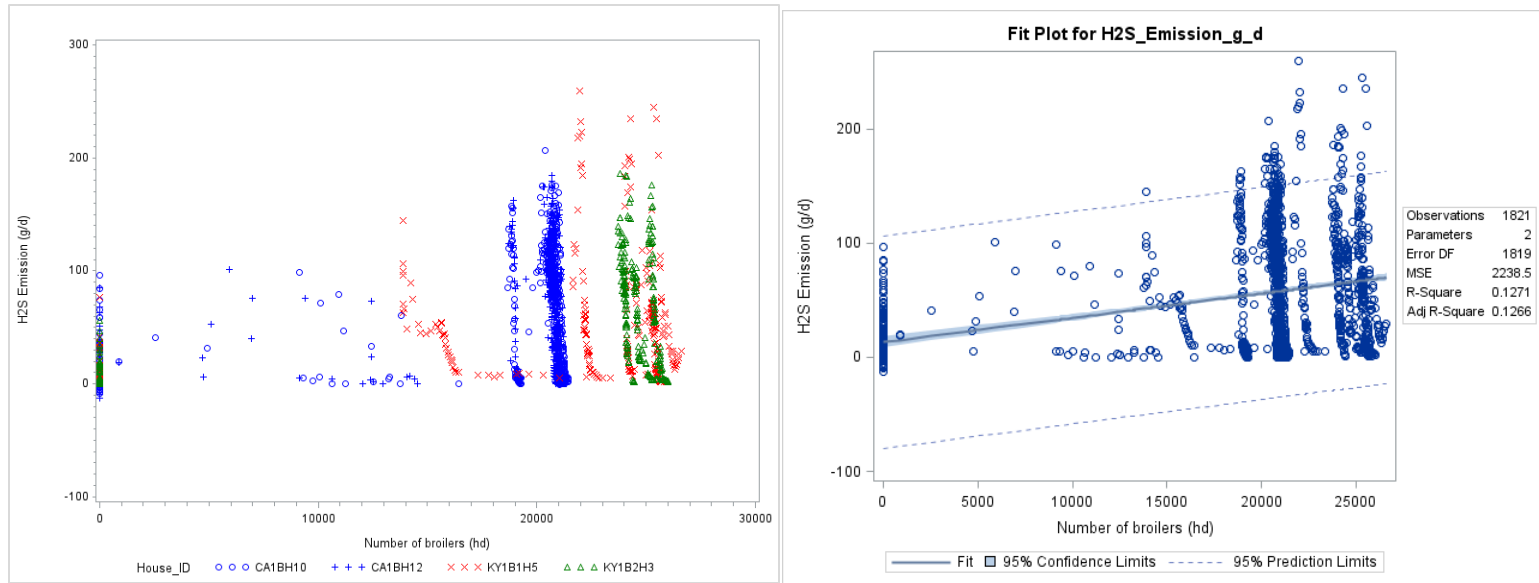 300
200
100
0
-100
H2S Emission (g/d)
0
10000
20000
30000
Number of broilers (hd)
House_ID
CA1BH10
CA1BH12
KY1B1H5
KY1B2H3
Fit Plot for H2S_Emission_g_d
200
100
0
-100
H2S Emission (g/d)
0
5000
10000
15000
20000
25000
Number of broilers (hd)
Observations 1821
Parameters 2
Error DF 1819
MSE 2238.5
R-Square 0.1271
Adj R-Square 0.1266
Fit
95% Confidence Limits
95% Prediction Limits